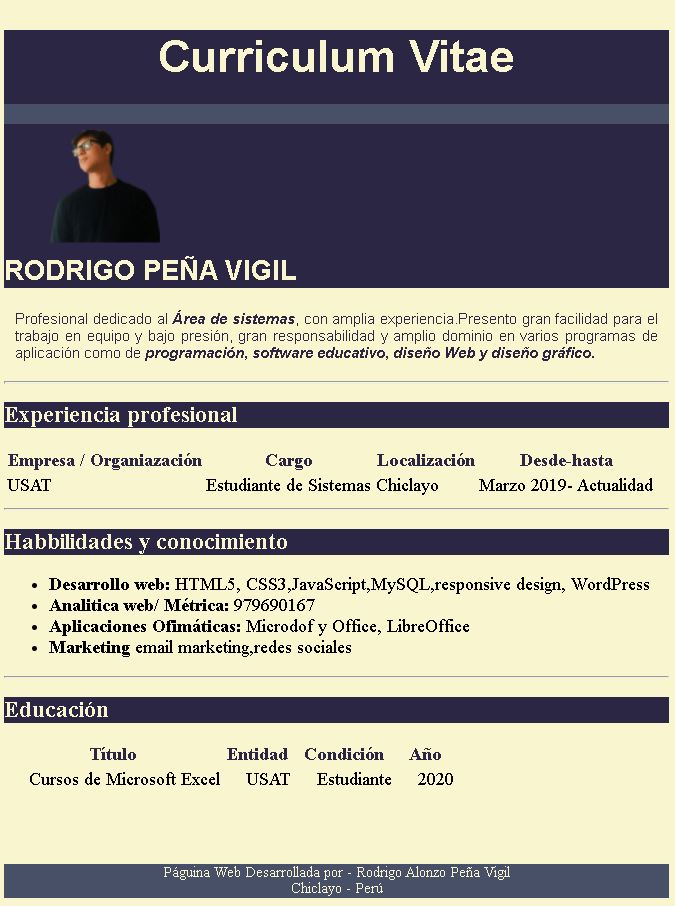 Curriculum Vitae
RODRIGO PEÑA VIGIL
Profesional dedicado al Área de sistemas, con amplia experiencia.Presento gran facilidad para el
trabajo en equipo y bajo presión, gran responsabilidad y amplio dominio en varios programas de
aplicación como de programación, software educativo, diseño Web y diseño gráfico.
Experiencia profesional
Empresa / Organiazación Cargo Localización Desde-hasta
USAT Estudiante de Sistemas Chiclayo Marzo 2019- Actualidad
Habbilidades y conocimiento
• Desarrollo web: HTML5, CSS3,JavaScript,MySQL,responsive design, WordPress
• Analitica web/ Métrica: 979690167
• Aplicaciones Ofimáticas: Microdof y Office, LibreOffice
• Marketing email marketing,redes sociales
Educación
Título Entidad Condición Año
Cursos de Microsoft Excel USAT Estudiante 2020
Páguina Web Desarrollada por - Rodrigo Alonzo Peña Vigil
Chiclayo - Perú